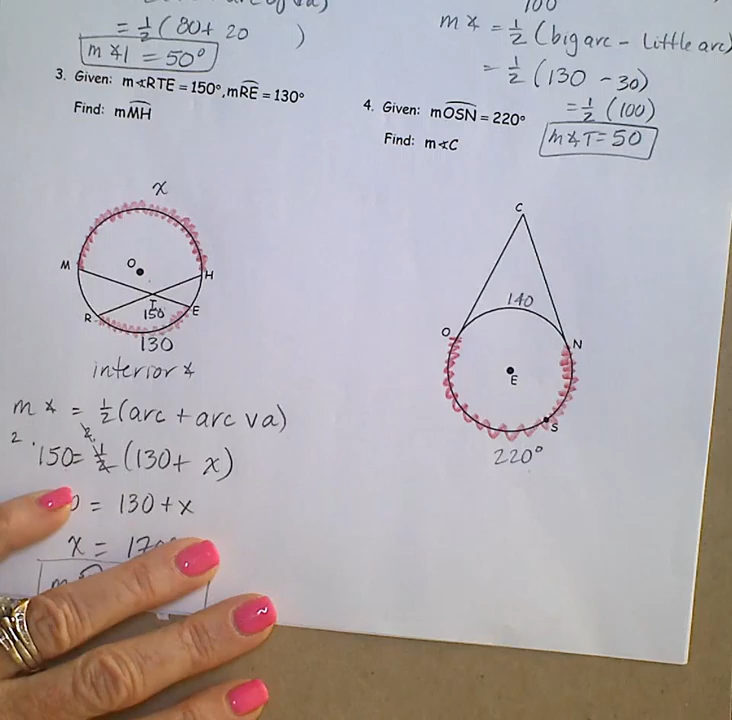 = ½ (80 + 20 )
m∡1 = 50°
3. Given: m∢RTE = 150°, mRE = 130°
Find: mMH
x
M
O
H
T
R
150
E
130
interior ∡
m∡ = ½ (arc + arc va)
2 · 150 = 2 · ½ (130 + x)
= 130 + x
x =
100
m∡ = ½ (big arc - little arc)
= ½ (130 - 30)
= ½ (100)
m∡T = 50
4. Given: mOSN = 220°
Find: m∢C
C
140
O
N
E
S
220°